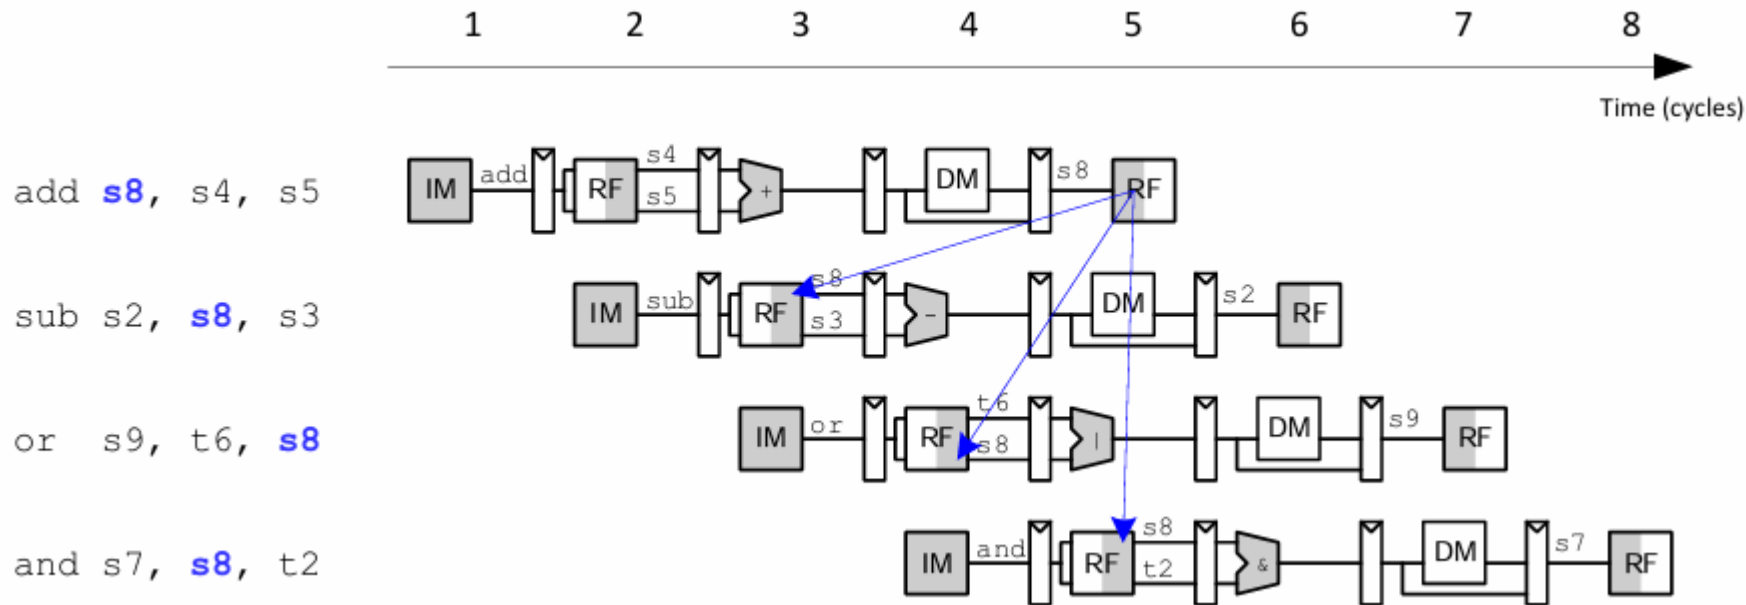 1 2 3 4 5 6 7 8
Time (cycles)
add s8, s4, s5
IM add RF s4 s5 + DM s8 RF
sub s2, s8, s3
IM sub RF s8 s3 - DM s2 RF
or s9, t6, s8
IM or RF t6 s8 | DM s9 RF
and s7, s8, t2
IM and RF s8 t2 & DM s7 RF